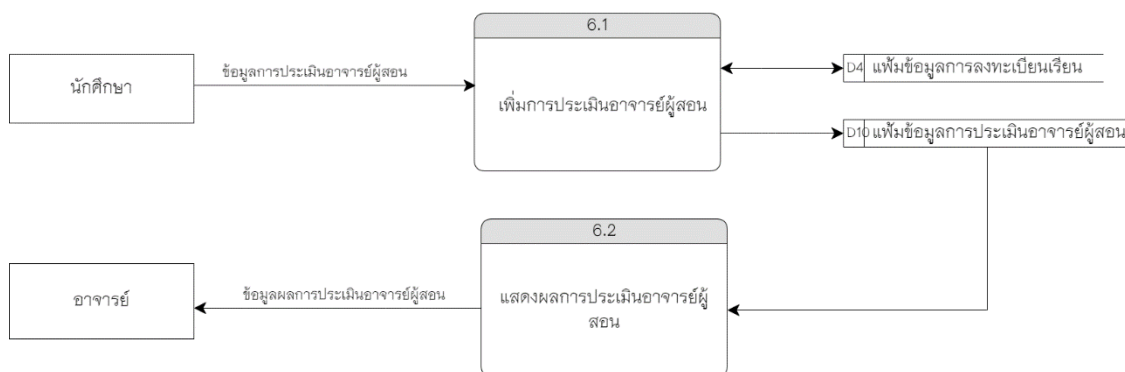 6.1
นักศึกษา
ข้อมูลการประเมินอาจารย์ผู้สอน
เพิ่มการประเมินอาจารย์ผู้สอน
D4 แฟ้มข้อมูลการลงทะเบียนเรียน
D10 แฟ้มข้อมูลการประเมินอาจารย์ผู้สอน
6.2
อาจารย์
ข้อมูลผลการประเมินอาจารย์ผู้สอน
แสดงผลการประเมินอาจารย์ผู้
สอน